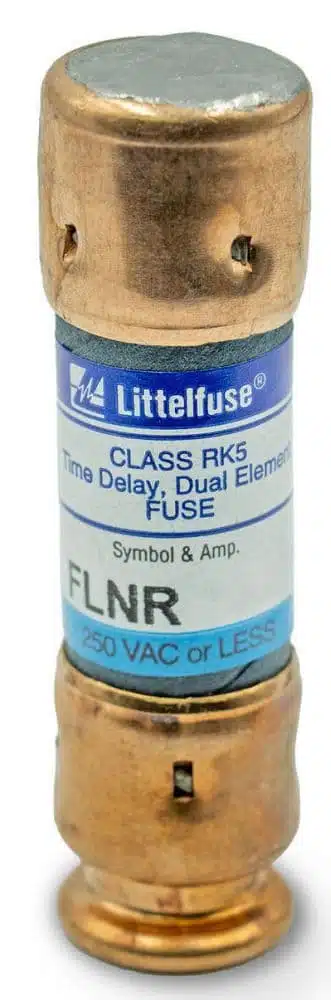 Littelfuse®
CLASS RK5
Time Delay, Dual Element
FUSE
Symbol & Amp.
FLNR
250 VAC or LESS